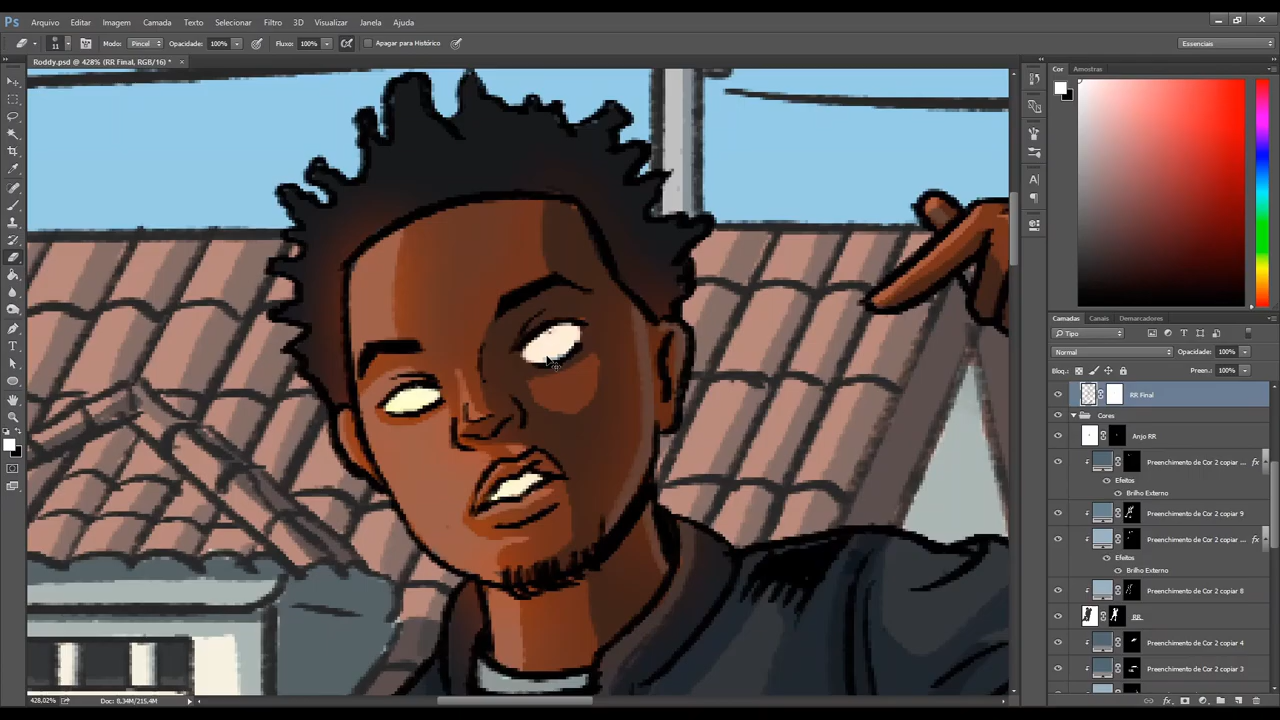 Ps Arquivo Editar Imagem Camada Texto Selecionar Filtro 3D Visualizar Janela Ajuda
11 Modo: Pincel Opacidade: 100% Fluxo: 100% Apagar para Histórico Essenciais
Roddy.psd @ 428% (RR Final, RGB/16) * ×
Cor Amostras
Camadas Canais Demarcadores
Tipo
Normal Opacidade: 100%
Bloq.: Preen.: 100%
RR Final
Cores
Anjo RR
Preenchimento de Cor 2 copiar ... fx
Efeitos
Brilho Externo
Preenchimento de Cor 2 copiar 9
Preenchimento de Cor 2 copiar ... fx
Efeitos
Brilho Externo
Preenchimento de Cor 2 copiar 8
RR
Preenchimento de Cor 2 copiar 4
Preenchimento de Cor 2 copiar 3
428,02% Doc: 8,34M/215,4M